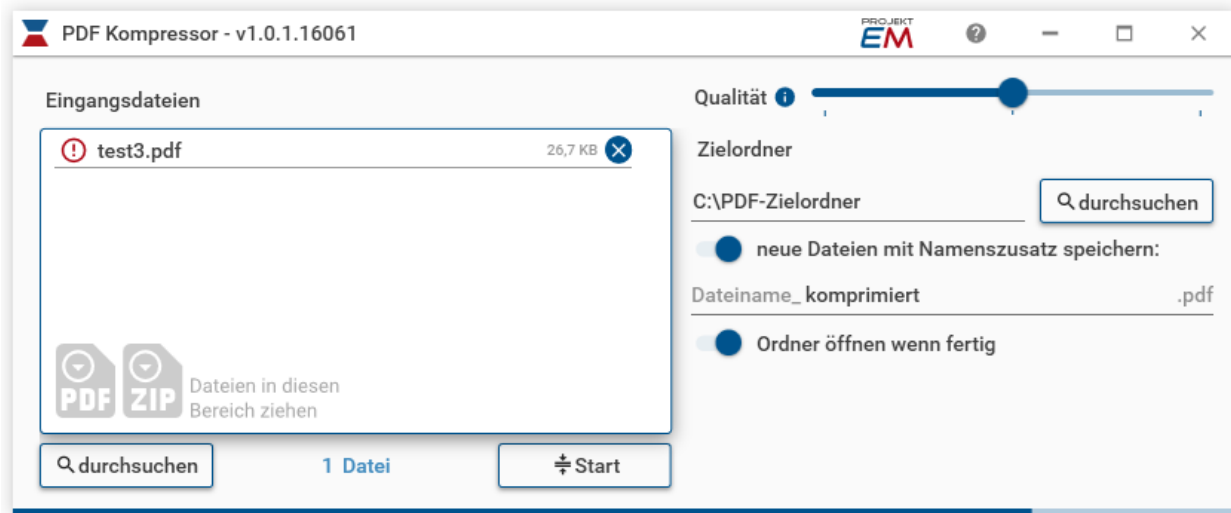 PDF Kompressor - v1.0.1.16061
PROJEKT
EM
?
Eingangsdateien
test3.pdf
26,7 KB
PDF
ZIP
Dateien in diesen
Bereich ziehen
durchsuchen
1 Datei
Start
Qualität
Zielordner
C:\PDF-Zielordner
durchsuchen
neue Dateien mit Namenszusatz speichern:
Dateiname_ komprimiert .pdf
Ordner öffnen wenn fertig